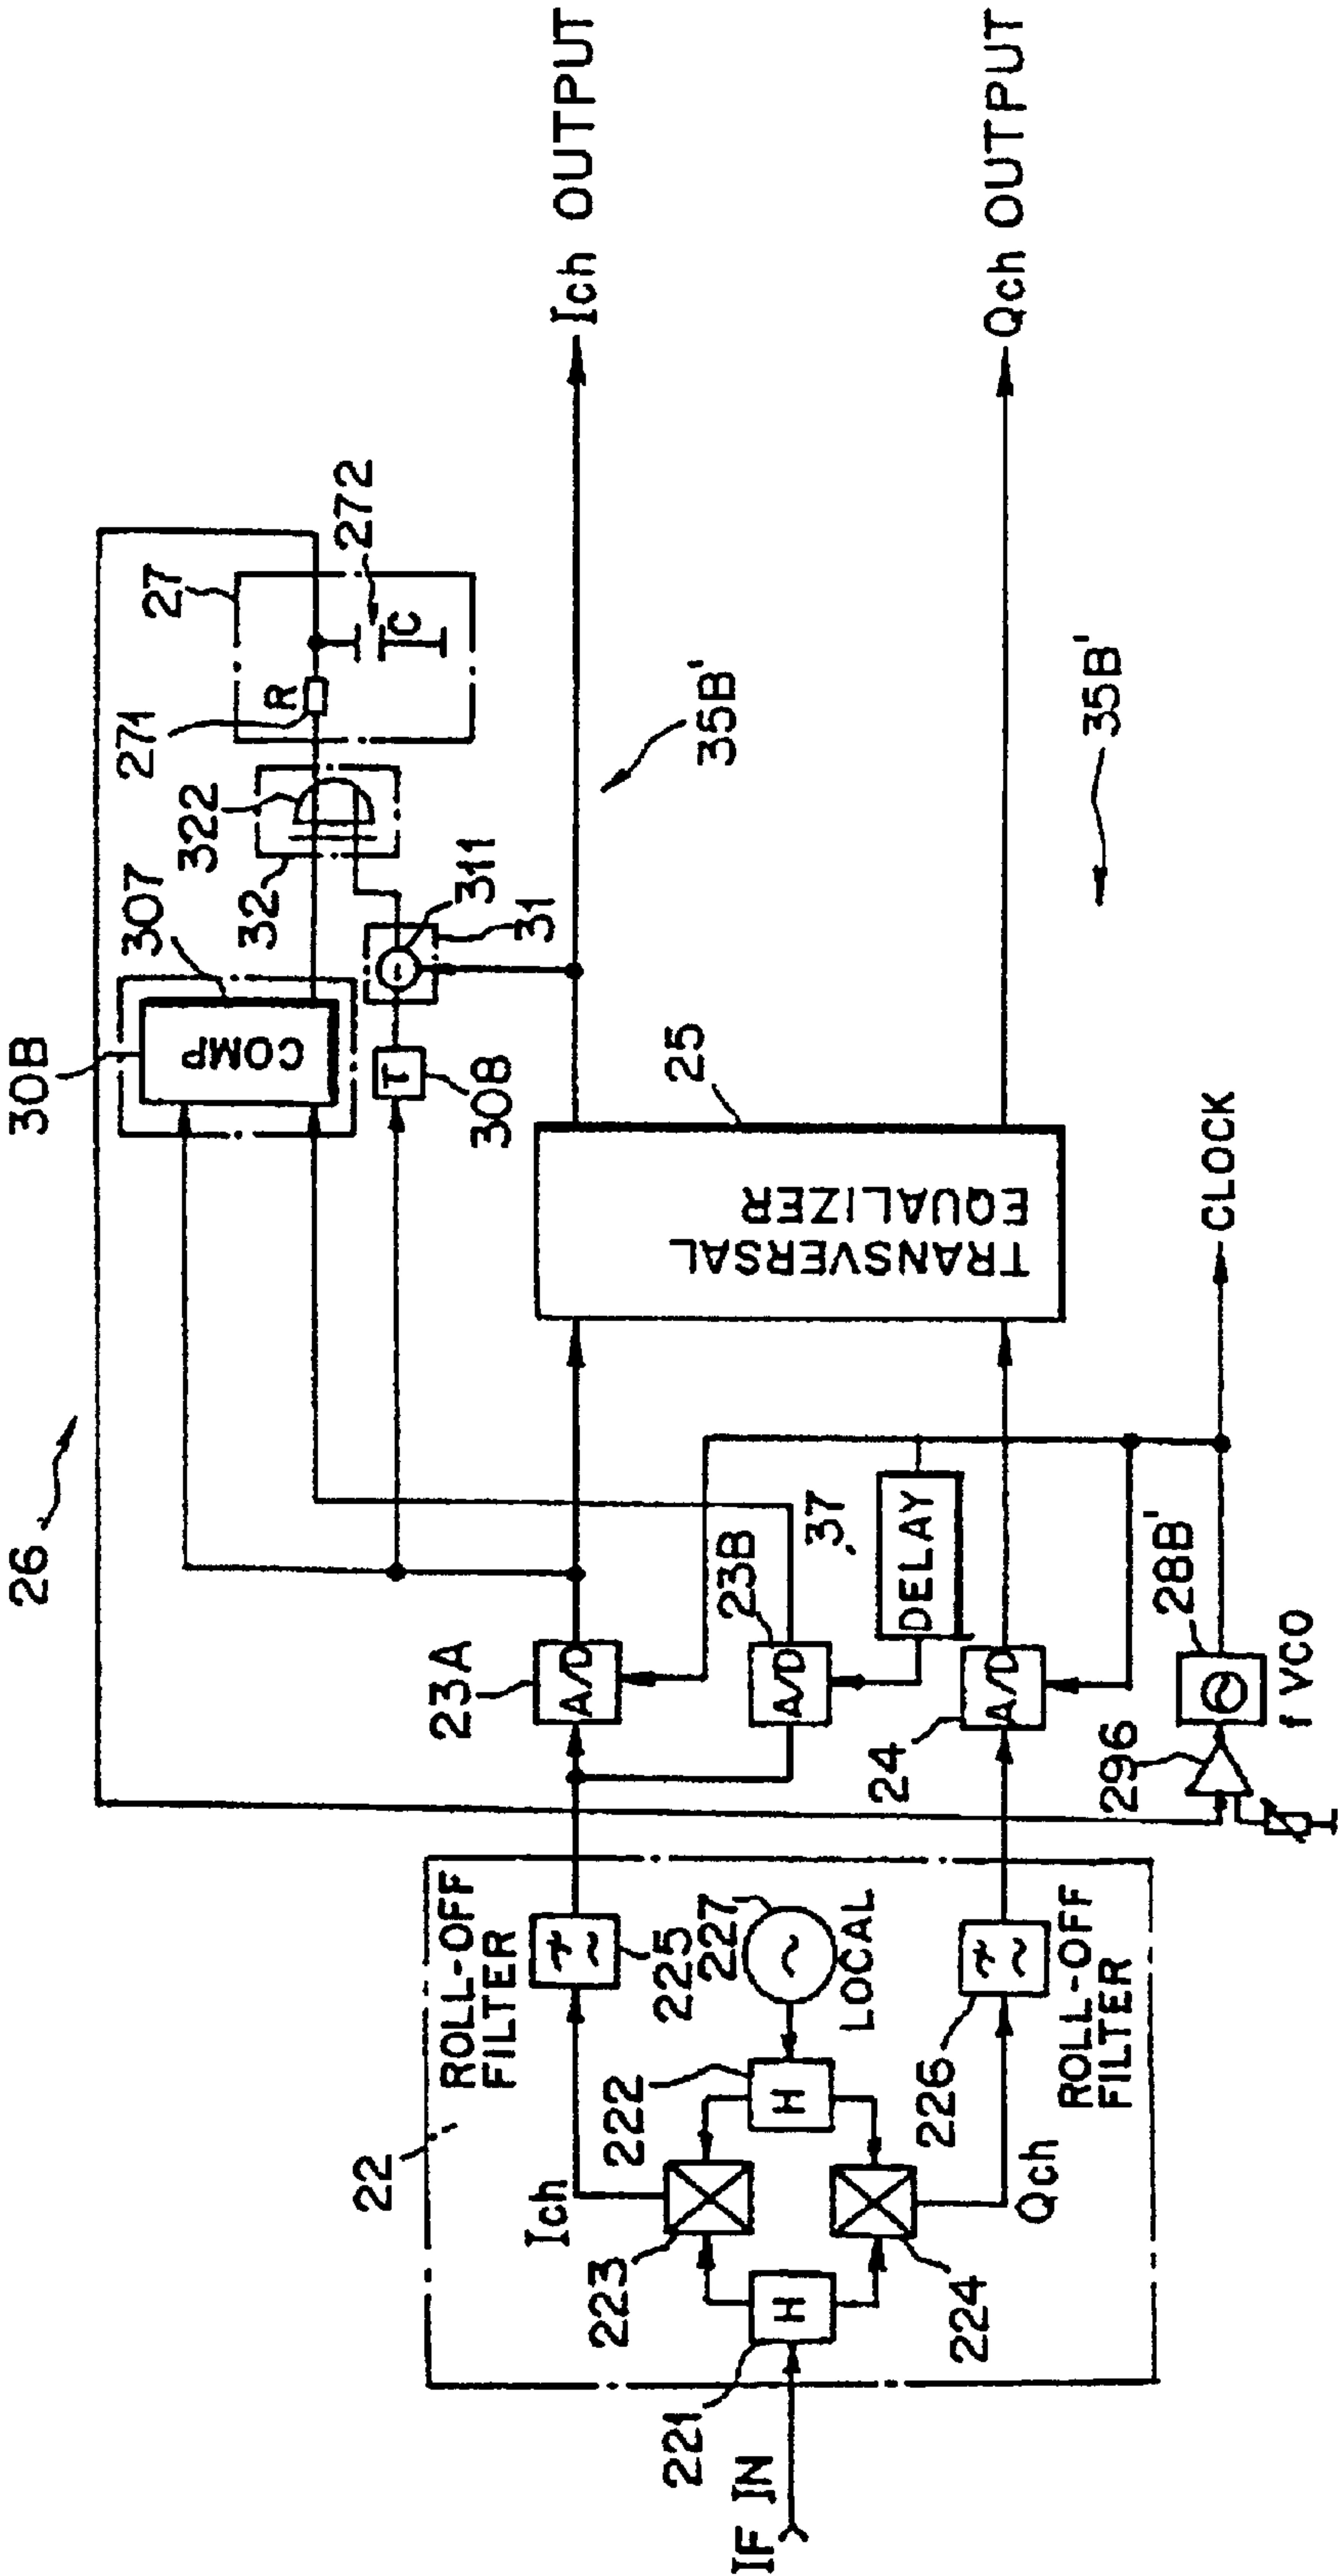 26
30B
307
32
322
271
27
272
R
C
COMP
T
308
311
31
Ich OUTPUT
35B'
23A
A/D
TRANSVERSAL
EQUALIZER
25
23B
A/D
37
DELAY
24
A/D
Qch OUTPUT
35B'
296
28B'
f VCO
CLOCK
22
ROLL-OFF
FILTER
225
Ich
223
222
H
227
LOCAL
IF IN
221
H
224
Qch
226
ROLL-OFF
FILTER